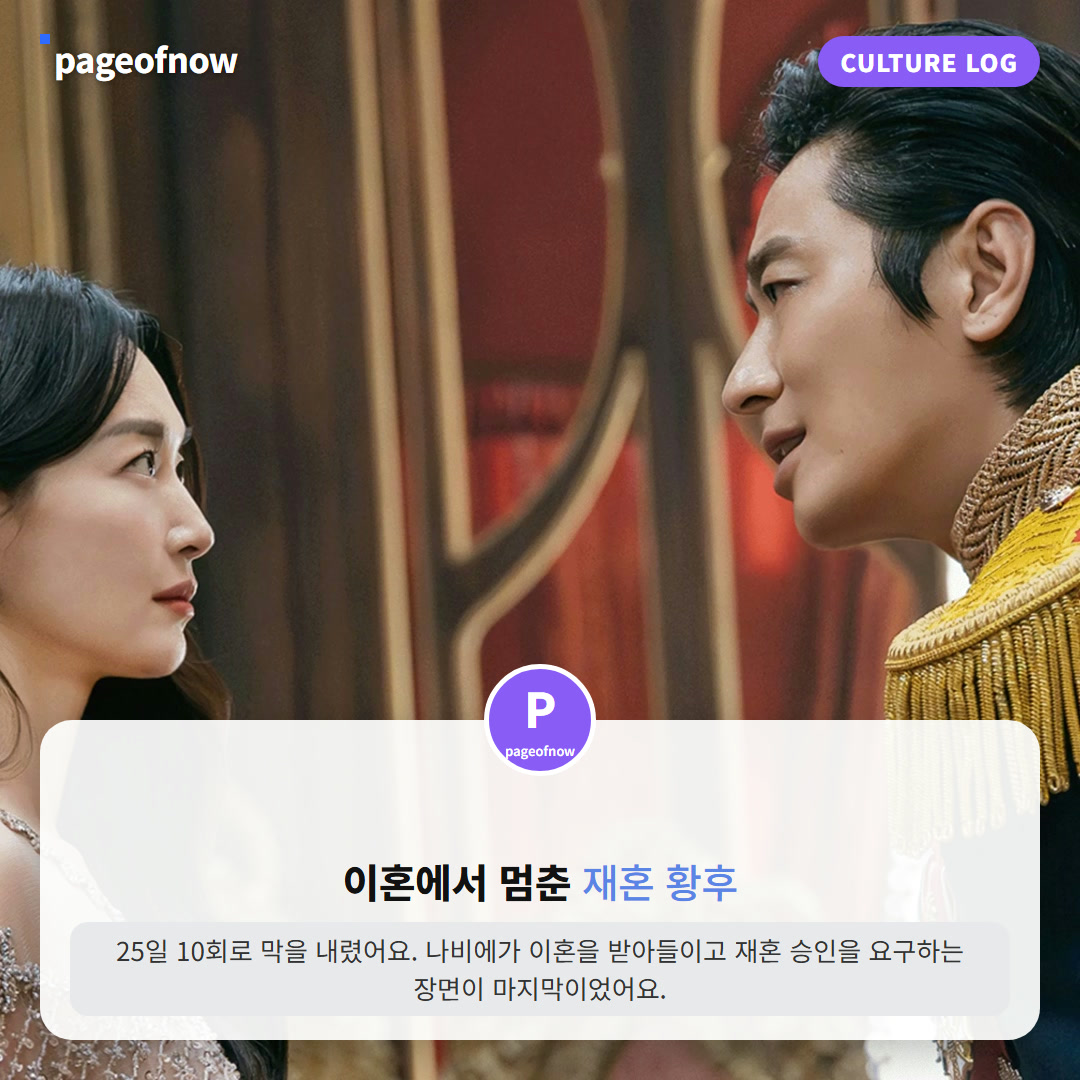 pageofnow
CULTURE LOG
P
pageofnow
이혼에서 멈춘 재혼 황후
25일 10회로 막을 내렸어요. 나비에가 이혼을 받아들이고 재혼 승인을 요구하는
장면이 마지막이었어요.